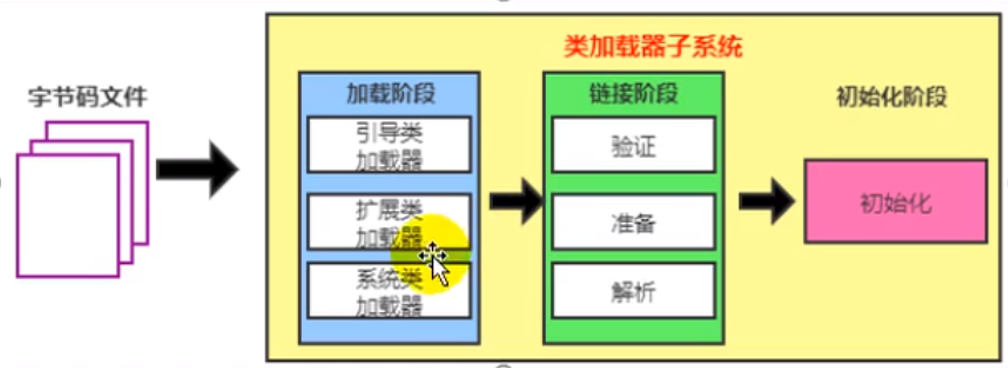 类加载器子系统
字节码文件
加载阶段
引导类
加载器
扩展类
加载器
系统类
加载器
链接阶段
验证
准备
解析
初始化阶段
初始化